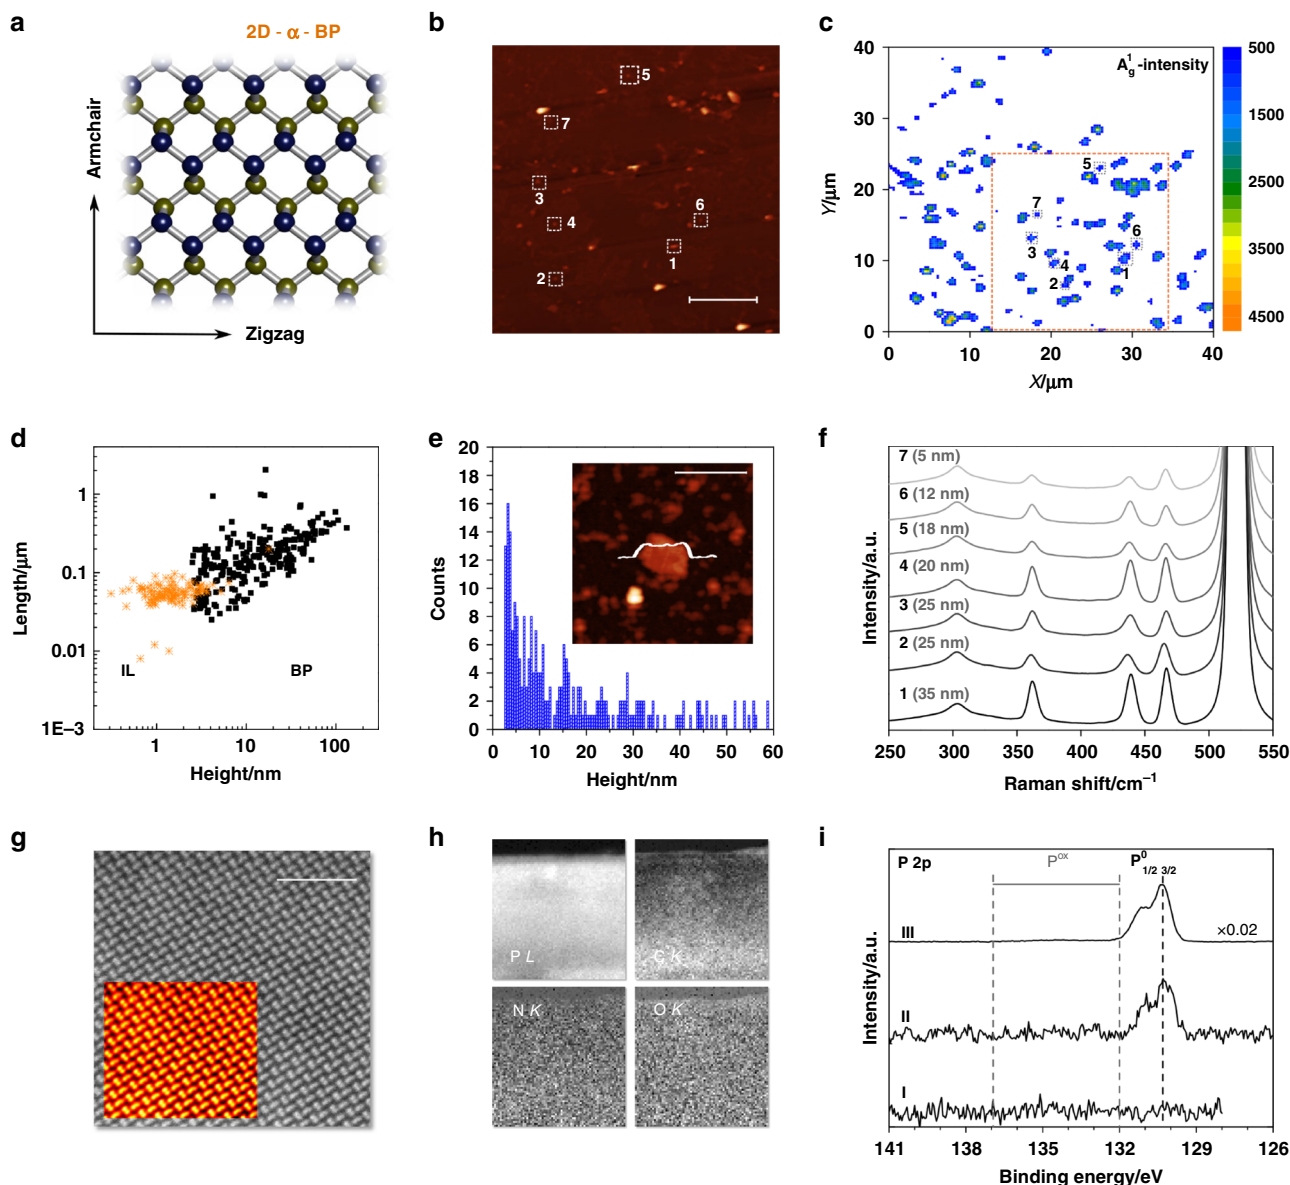 a
2D - α - BP
Armchair
Zigzag
b
5
7
3
4
6
1
2
c
A¹g-intensity
40
30
20
10
0
Y/μm
0 10 20 30 40
X/μm
5
7
3
4
2
6
1
500
1500
2500
3500
4500
d
1
0.1
0.01
1E−3
Length/μm
IL BP
1 10 100
Height/nm
e
20
18
16
14
12
10
8
6
4
2
0
Counts
0 10 20 30 40 50 60
Height/nm
f
7 (5 nm)
6 (12 nm)
5 (18 nm)
4 (20 nm)
3 (25 nm)
2 (25 nm)
1 (35 nm)
Intensity/a.u.
250 300 350 400 450 500 550
Raman shift/cm⁻¹
g
h
P L
C K
N K
O K
i
P 2p
Pᵒˣ
P⁰
1/2 3/2
III
×0.02
II
I
Intensity/a.u.
141 138 135 132 129 126
Binding energy/eV